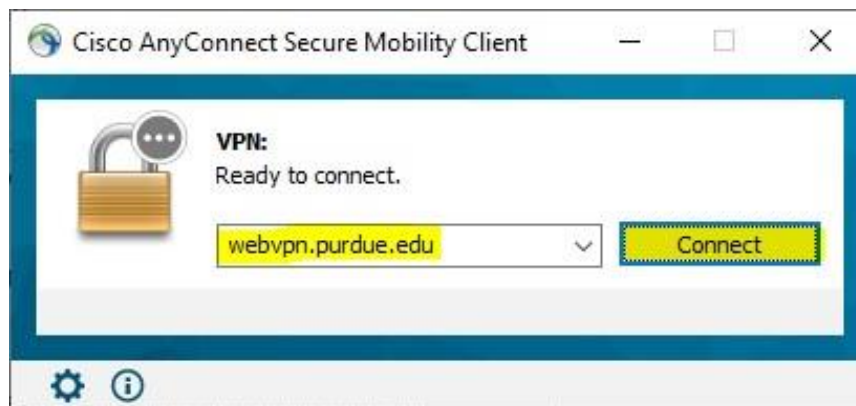 Cisco AnyConnect Secure Mobility Client
VPN:
Ready to connect.
webvpn.purdue.edu
Connect